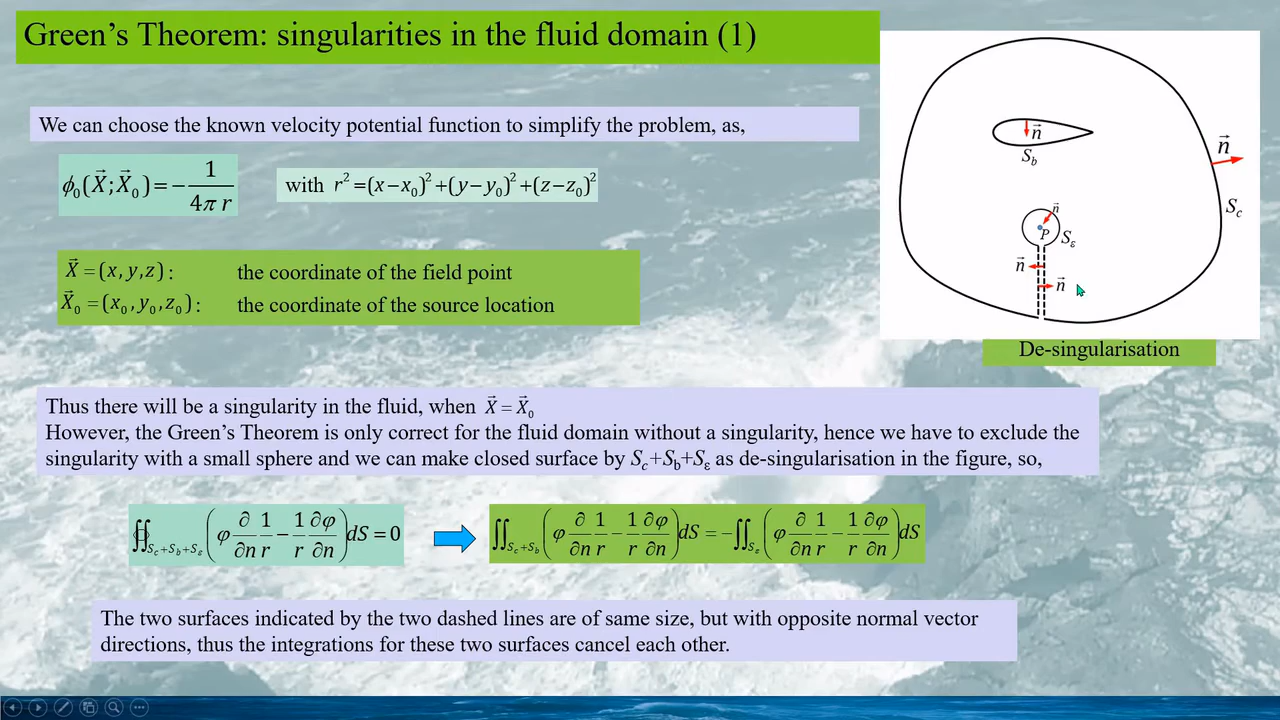 Green's Theorem: singularities in the fluid domain (1)
We can choose the known velocity potential function to simplify the problem, as,
ϕ₀(X⃗;X⃗₀)=−1/(4π r)
with r²=(x−x₀)²+(y−y₀)²+(z−z₀)²
X⃗=(x,y,z): the coordinate of the field point
X⃗₀=(x₀,y₀,z₀): the coordinate of the source location
n⃗
S_b
n⃗
S_c
n⃗
P
S_ε
n⃗
n⃗
De-singularisation
Thus there will be a singularity in the fluid, when X⃗=X⃗₀
However, the Green's Theorem is only correct for the fluid domain without a singularity, hence we have to exclude the
singularity with a small sphere and we can make closed surface by S_c+S_b+S_ε as de-singularisation in the figure, so,
∯_{S_c+S_b+S_ε}(φ ∂/∂n 1/r − 1/r ∂φ/∂n)dS=0
∬_{S_c+S_b}(φ ∂/∂n 1/r − 1/r ∂φ/∂n)dS=−∬_{S_ε}(φ ∂/∂n 1/r − 1/r ∂φ/∂n)dS
The two surfaces indicated by the two dashed lines are of same size, but with opposite normal vector
directions, thus the integrations for these two surfaces cancel each other.